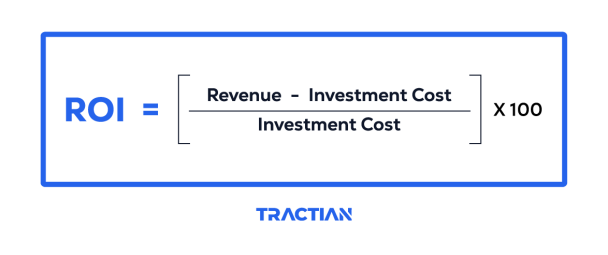 ROI = [ Revenue - Investment Cost
Investment Cost ] X 100
TRACTIAN